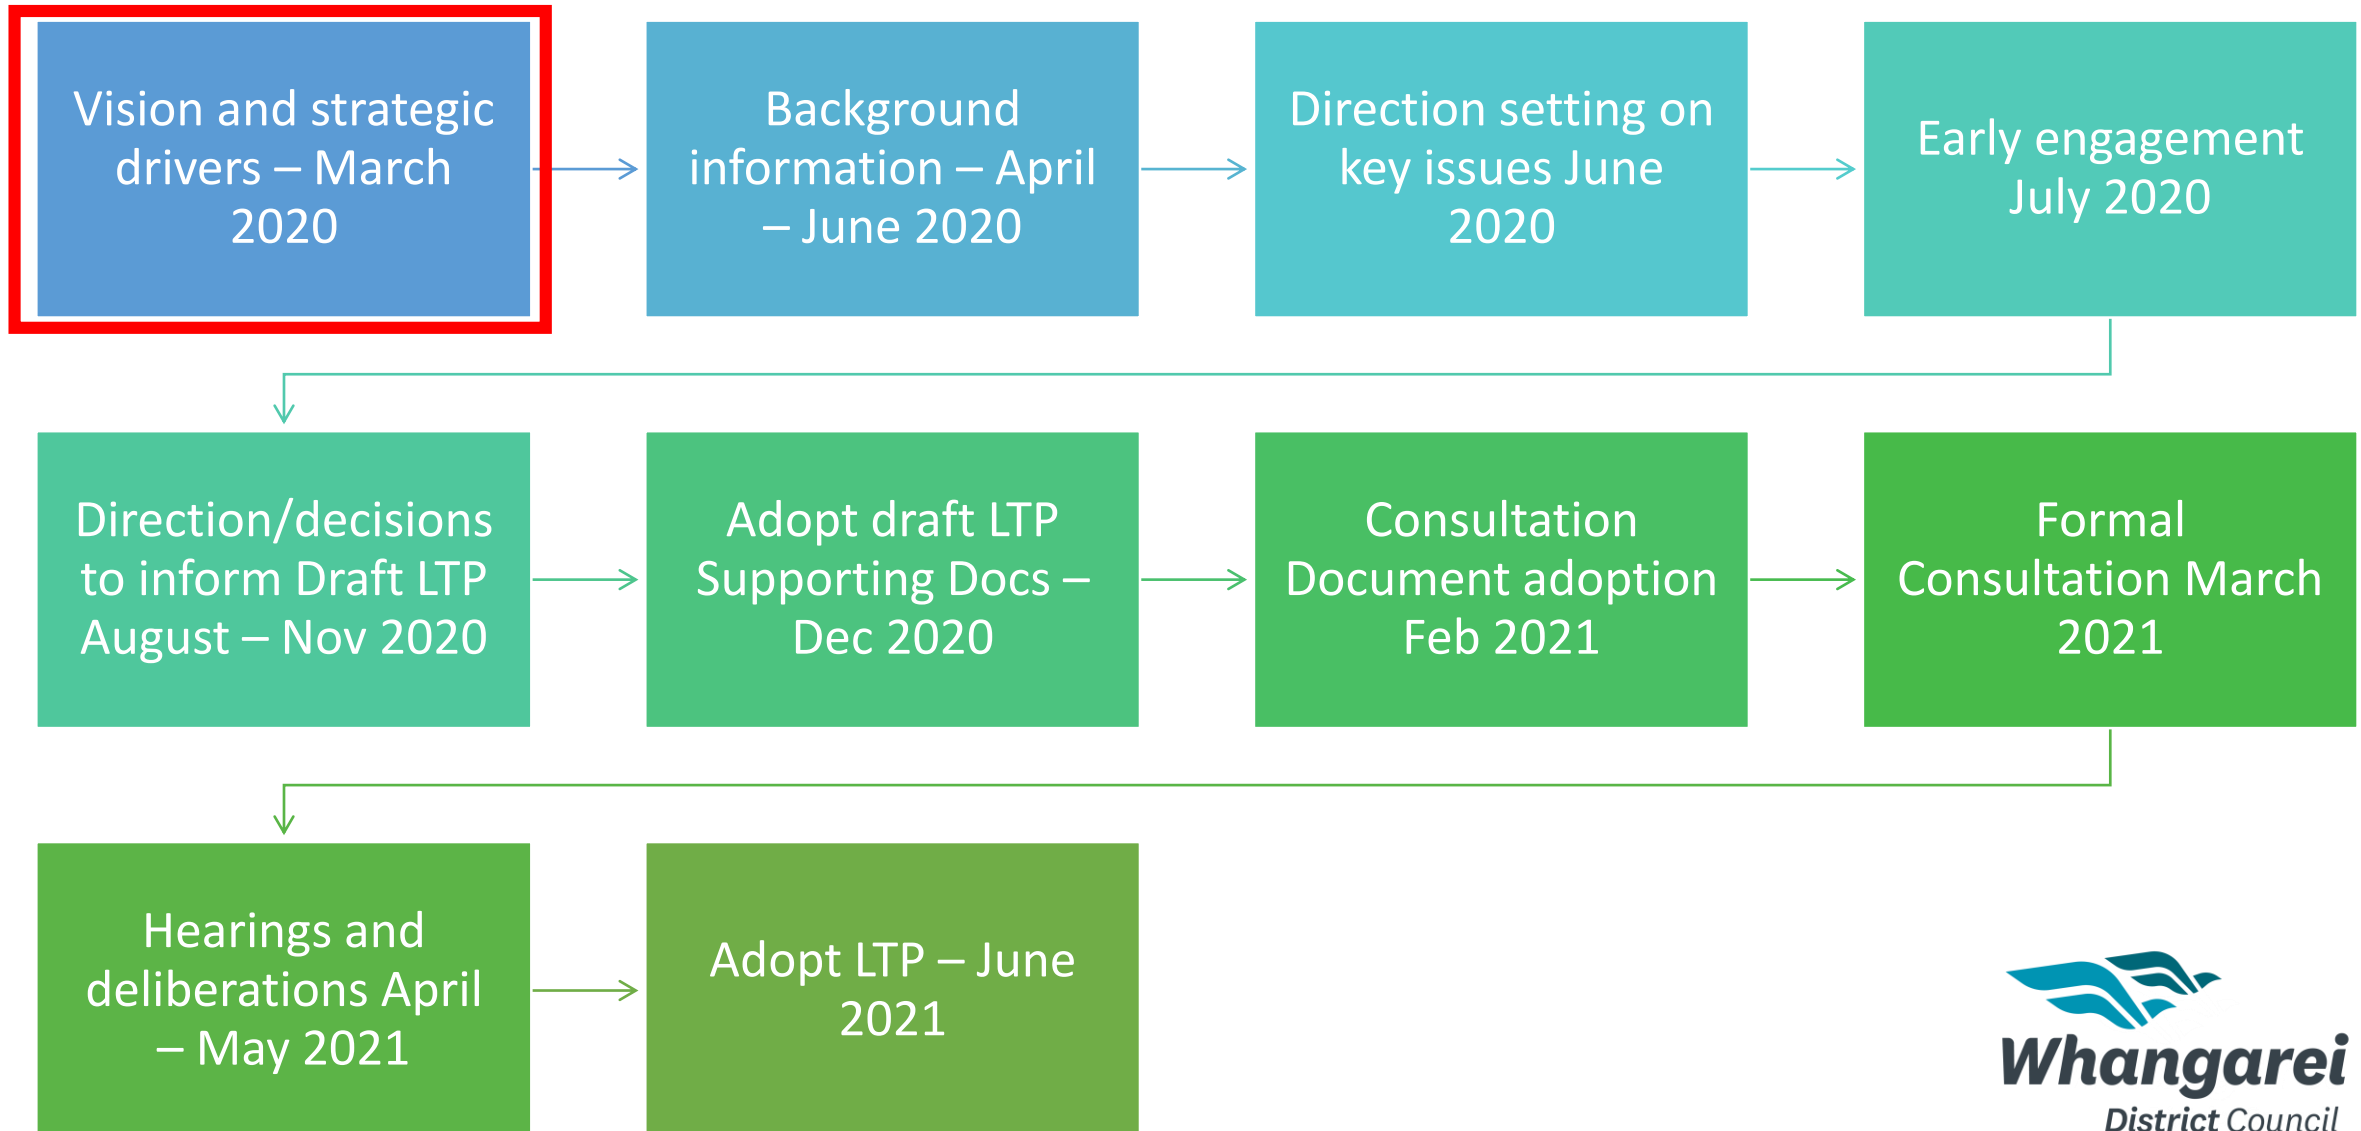 Vision and strategic
drivers – March
2020
Background
information – April
– June 2020
Direction setting on
key issues June
2020
Early engagement
July 2020
Direction/decisions
to inform Draft LTP
August – Nov 2020
Adopt draft LTP
Supporting Docs –
Dec 2020
Consultation
Document adoption
Feb 2021
Formal
Consultation March
2021
Hearings and
deliberations April
– May 2021
Adopt LTP – June
2021
Whangarei
District Council